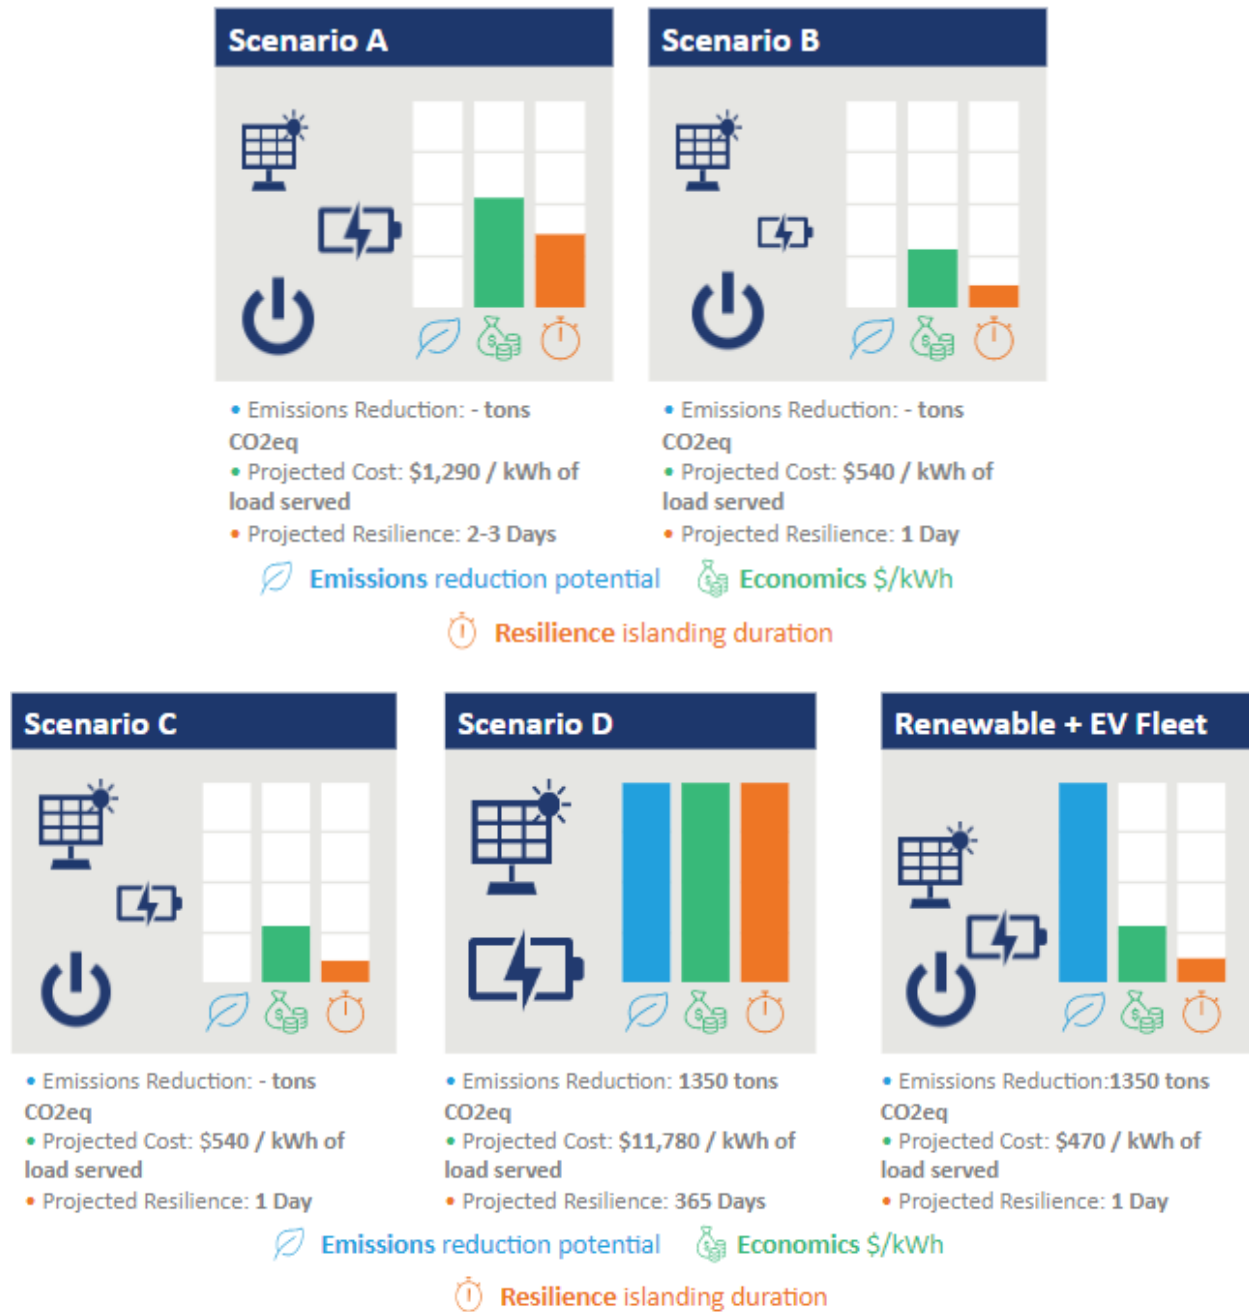 Scenario A
Scenario B
• Emissions Reduction: - tons
CO2eq
• Projected Cost: $1,290 / kWh of
load served
• Projected Resilience: 2-3 Days
• Emissions Reduction: - tons
CO2eq
• Projected Cost: $540 / kWh of
load served
• Projected Resilience: 1 Day
Emissions reduction potential
Economics $/kWh
Resilience islanding duration
Scenario C
Scenario D
Renewable + EV Fleet
• Emissions Reduction: - tons
CO2eq
• Projected Cost: $540 / kWh of
load served
• Projected Resilience: 1 Day
• Emissions Reduction: 1350 tons
CO2eq
• Projected Cost: $11,780 / kWh of
load served
• Projected Resilience: 365 Days
• Emissions Reduction:1350 tons
CO2eq
• Projected Cost: $470 / kWh of
load served
• Projected Resilience: 1 Day
Emissions reduction potential
Economics $/kWh
Resilience islanding duration